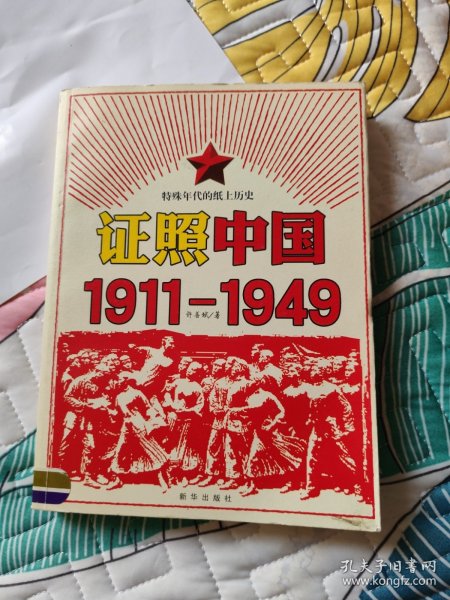 特殊年代的纸上历史
证照中国
1911-1949
许善斌/著
新华出版社
孔夫子旧书网
www.kongfz.com